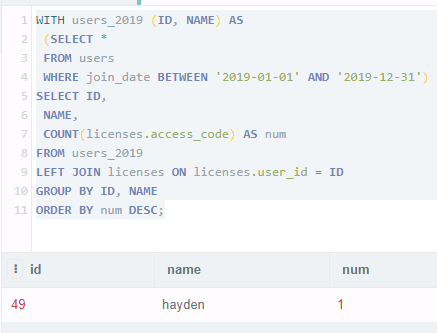 1 WITH users_2019 (ID, NAME) AS
2 (SELECT *
3 FROM users
4 WHERE join_date BETWEEN '2019-01-01' AND '2019-12-31')
5 SELECT ID,
6 NAME,
7 COUNT(licenses.access_code) AS num
8 FROM users_2019
9 LEFT JOIN licenses ON licenses.user_id = ID
10 GROUP BY ID, NAME
11 ORDER BY num DESC;
id name num
49 hayden 1